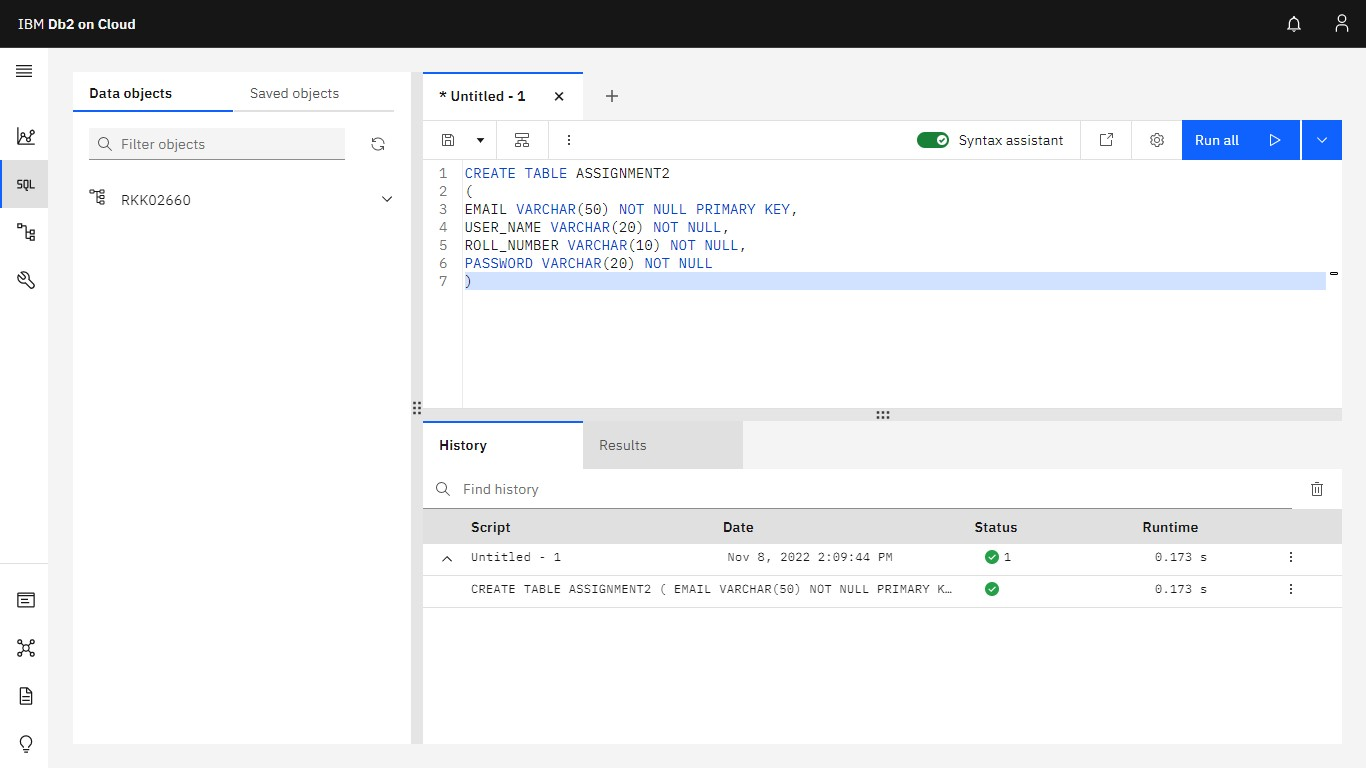 IBM Db2 on Cloud
Data objects
Saved objects
Filter objects
SQL
RKK02660
* Untitled - 1
Syntax assistant
Run all
1 CREATE TABLE ASSIGNMENT2
2 (
3 EMAIL VARCHAR(50) NOT NULL PRIMARY KEY,
4 USER_NAME VARCHAR(20) NOT NULL,
5 ROLL_NUMBER VARCHAR(10) NOT NULL,
6 PASSWORD VARCHAR(20) NOT NULL
7 )
History
Results
Find history
Script Date Status Runtime
Untitled - 1 Nov 8, 2022 2:09:44 PM 1 0.173 s
CREATE TABLE ASSIGNMENT2 ( EMAIL VARCHAR(50) NOT NULL PRIMARY K… 0.173 s